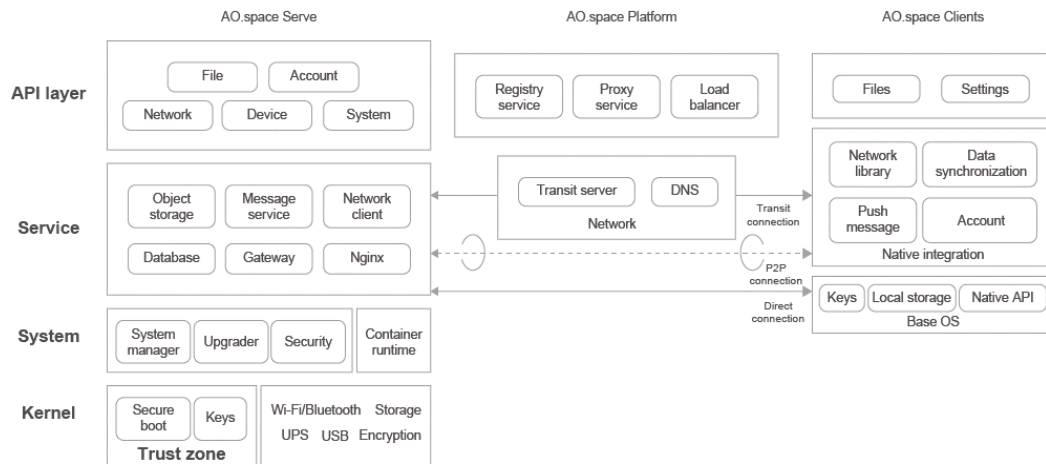 AO.space Serve
AO.space Platform
AO.space Clients
API layer
File
Account
Network
Device
System
Registry
service
Proxy
service
Load
balancer
Files
Settings
Service
Object
storage
Message
service
Network
client
Database
Gateway
Nginx
Transit server
DNS
Network
Transit
connection
P2P
connection
Direct
connection
Network
library
Data
synchronization
Push
message
Account
Native integration
Keys
Local storage
Native API
Base OS
System
System
manager
Upgrader
Security
Container
runtime
Kernel
Secure
boot
Keys
Trust zone
Wi-Fi/Bluetooth
Storage
UPS
USB
Encryption